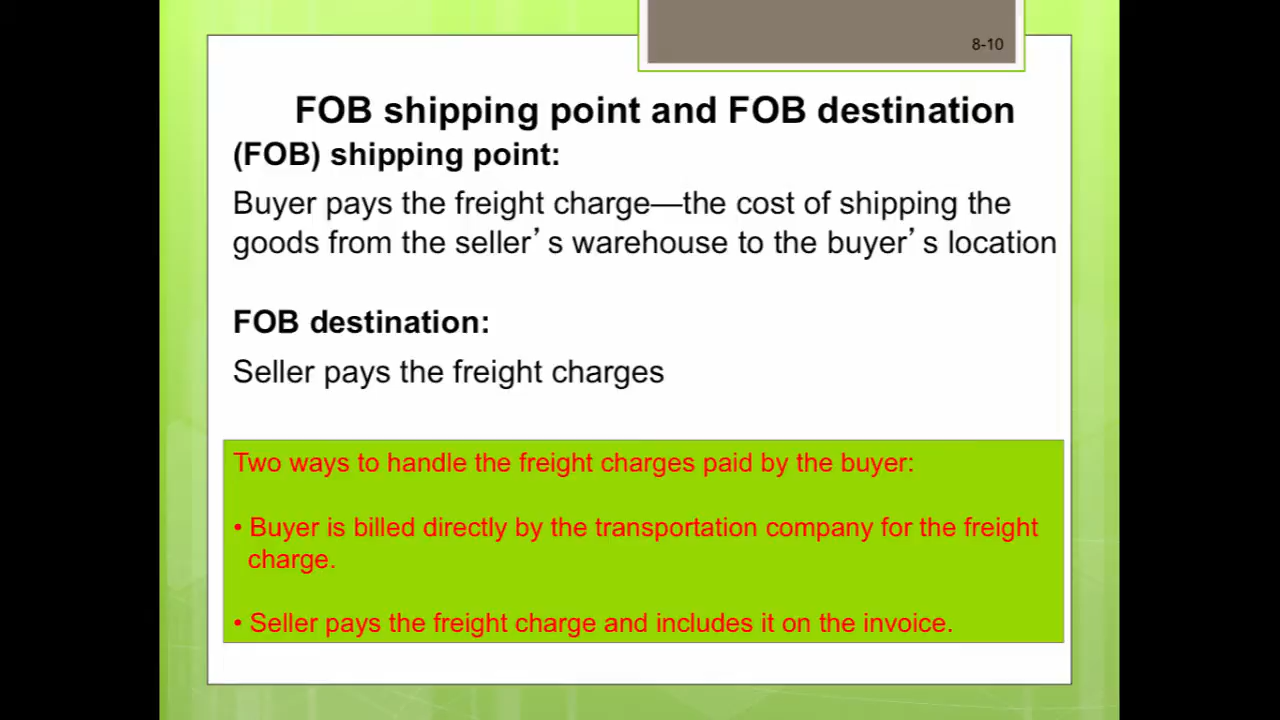 8-10
FOB shipping point and FOB destination
(FOB) shipping point:
Buyer pays the freight charge—the cost of shipping the
goods from the seller’s warehouse to the buyer’s location
FOB destination:
Seller pays the freight charges
Two ways to handle the freight charges paid by the buyer:
• Buyer is billed directly by the transportation company for the freight
charge.
• Seller pays the freight charge and includes it on the invoice.